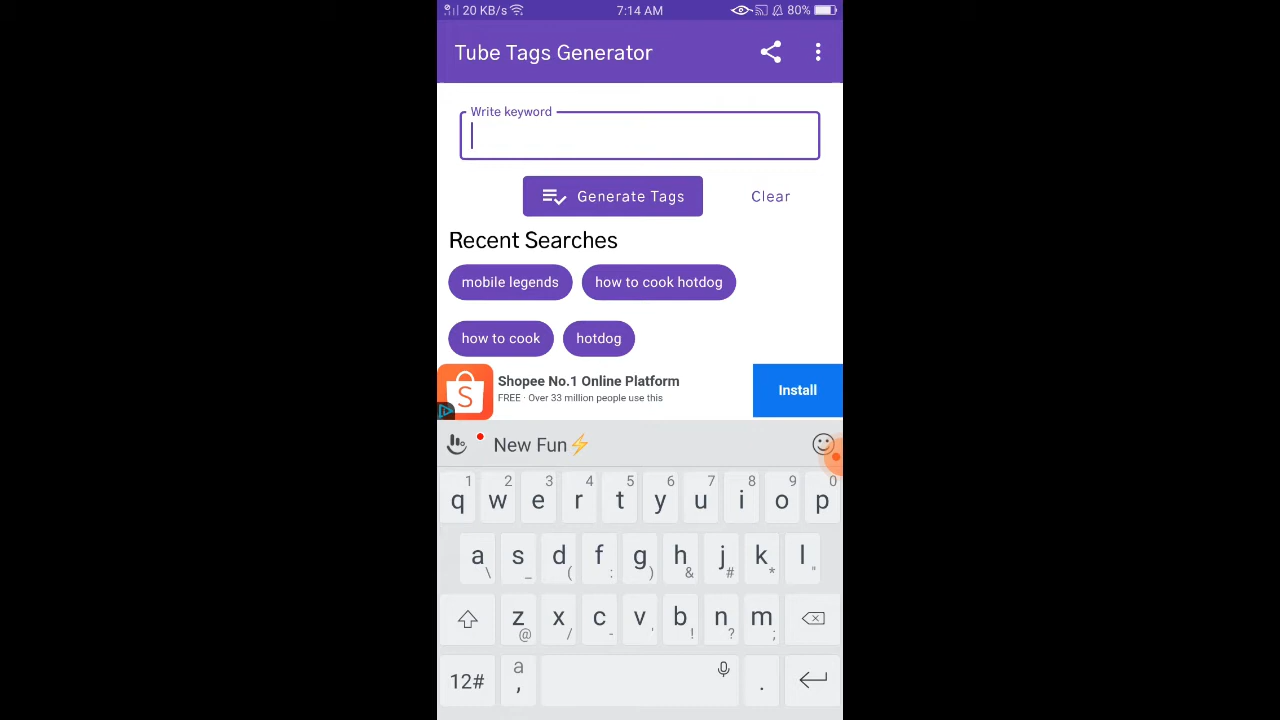 20 KB/s 7:14 AM 80%
Tube Tags Generator
Write keyword
Generate Tags Clear
Recent Searches
mobile legends how to cook hotdog
how to cook hotdog
Shopee No.1 Online Platform
FREE · Over 33 million people use this
Install
New Fun⚡
1 2 3 4 5 6 7 8 9 0
q w e r t y u i o p
a s d f g h j k l
\ _ ( : ) & # * "
z x c v b n m
@ / - ' ! ? ;
12# a , .